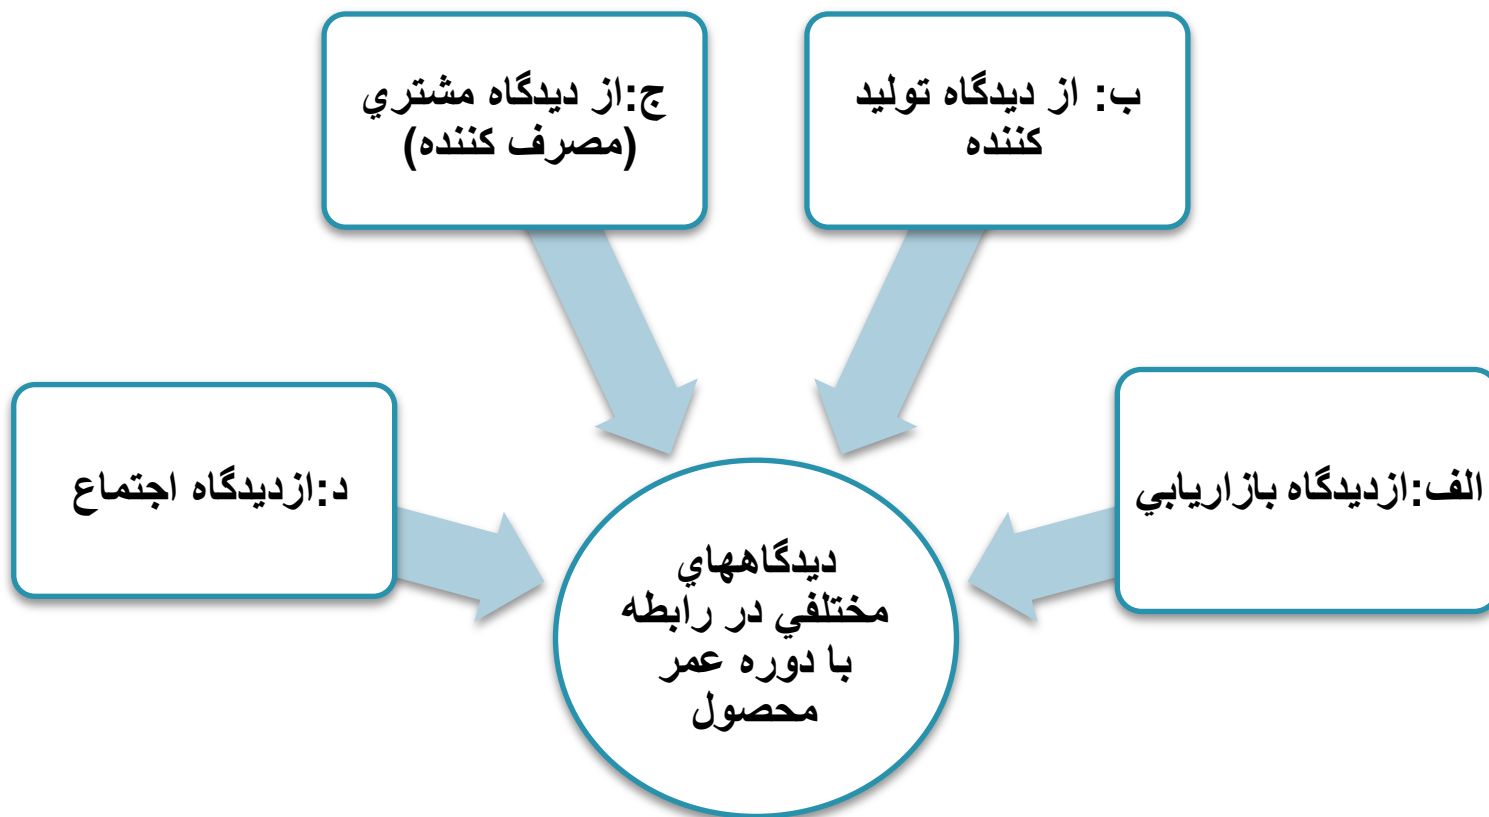 الف:ازديدگاه بازاريابي
ب: از ديدگاه توليد
كننده
ج:از ديدگاه مشتري
(مصرف كننده)
د:ازديدگاه اجتماع
ديدگاههاي
مختلفي در رابطه
با دوره عمر
محصول